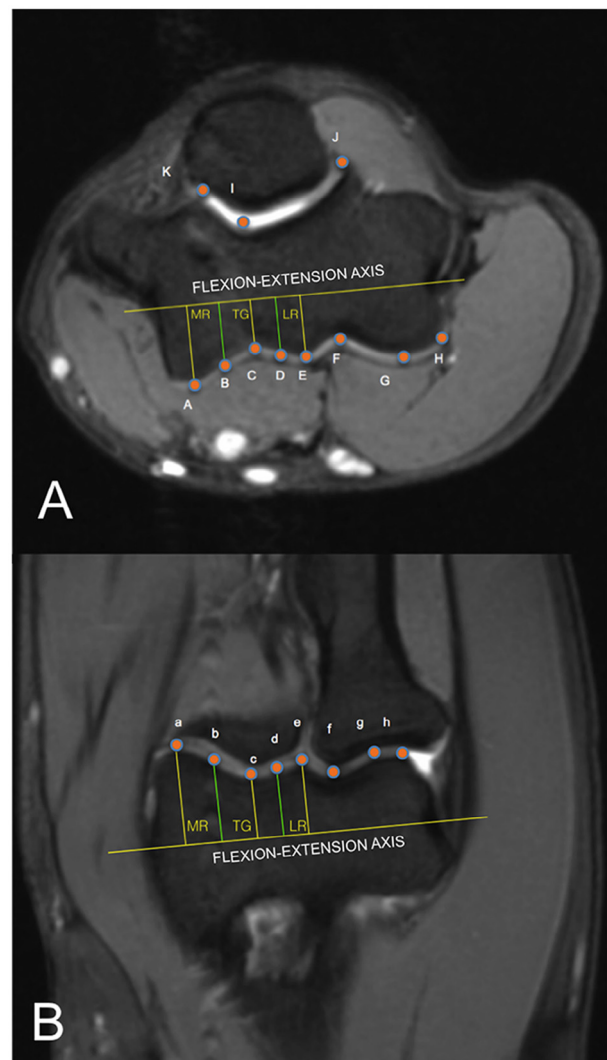 J
K
I
FLEXION-EXTENSION AXIS
MR TG LR
F
A B C D E G H
A
a
b
c
d
e
f
g
h
MR TG LR
FLEXION-EXTENSION AXIS
B